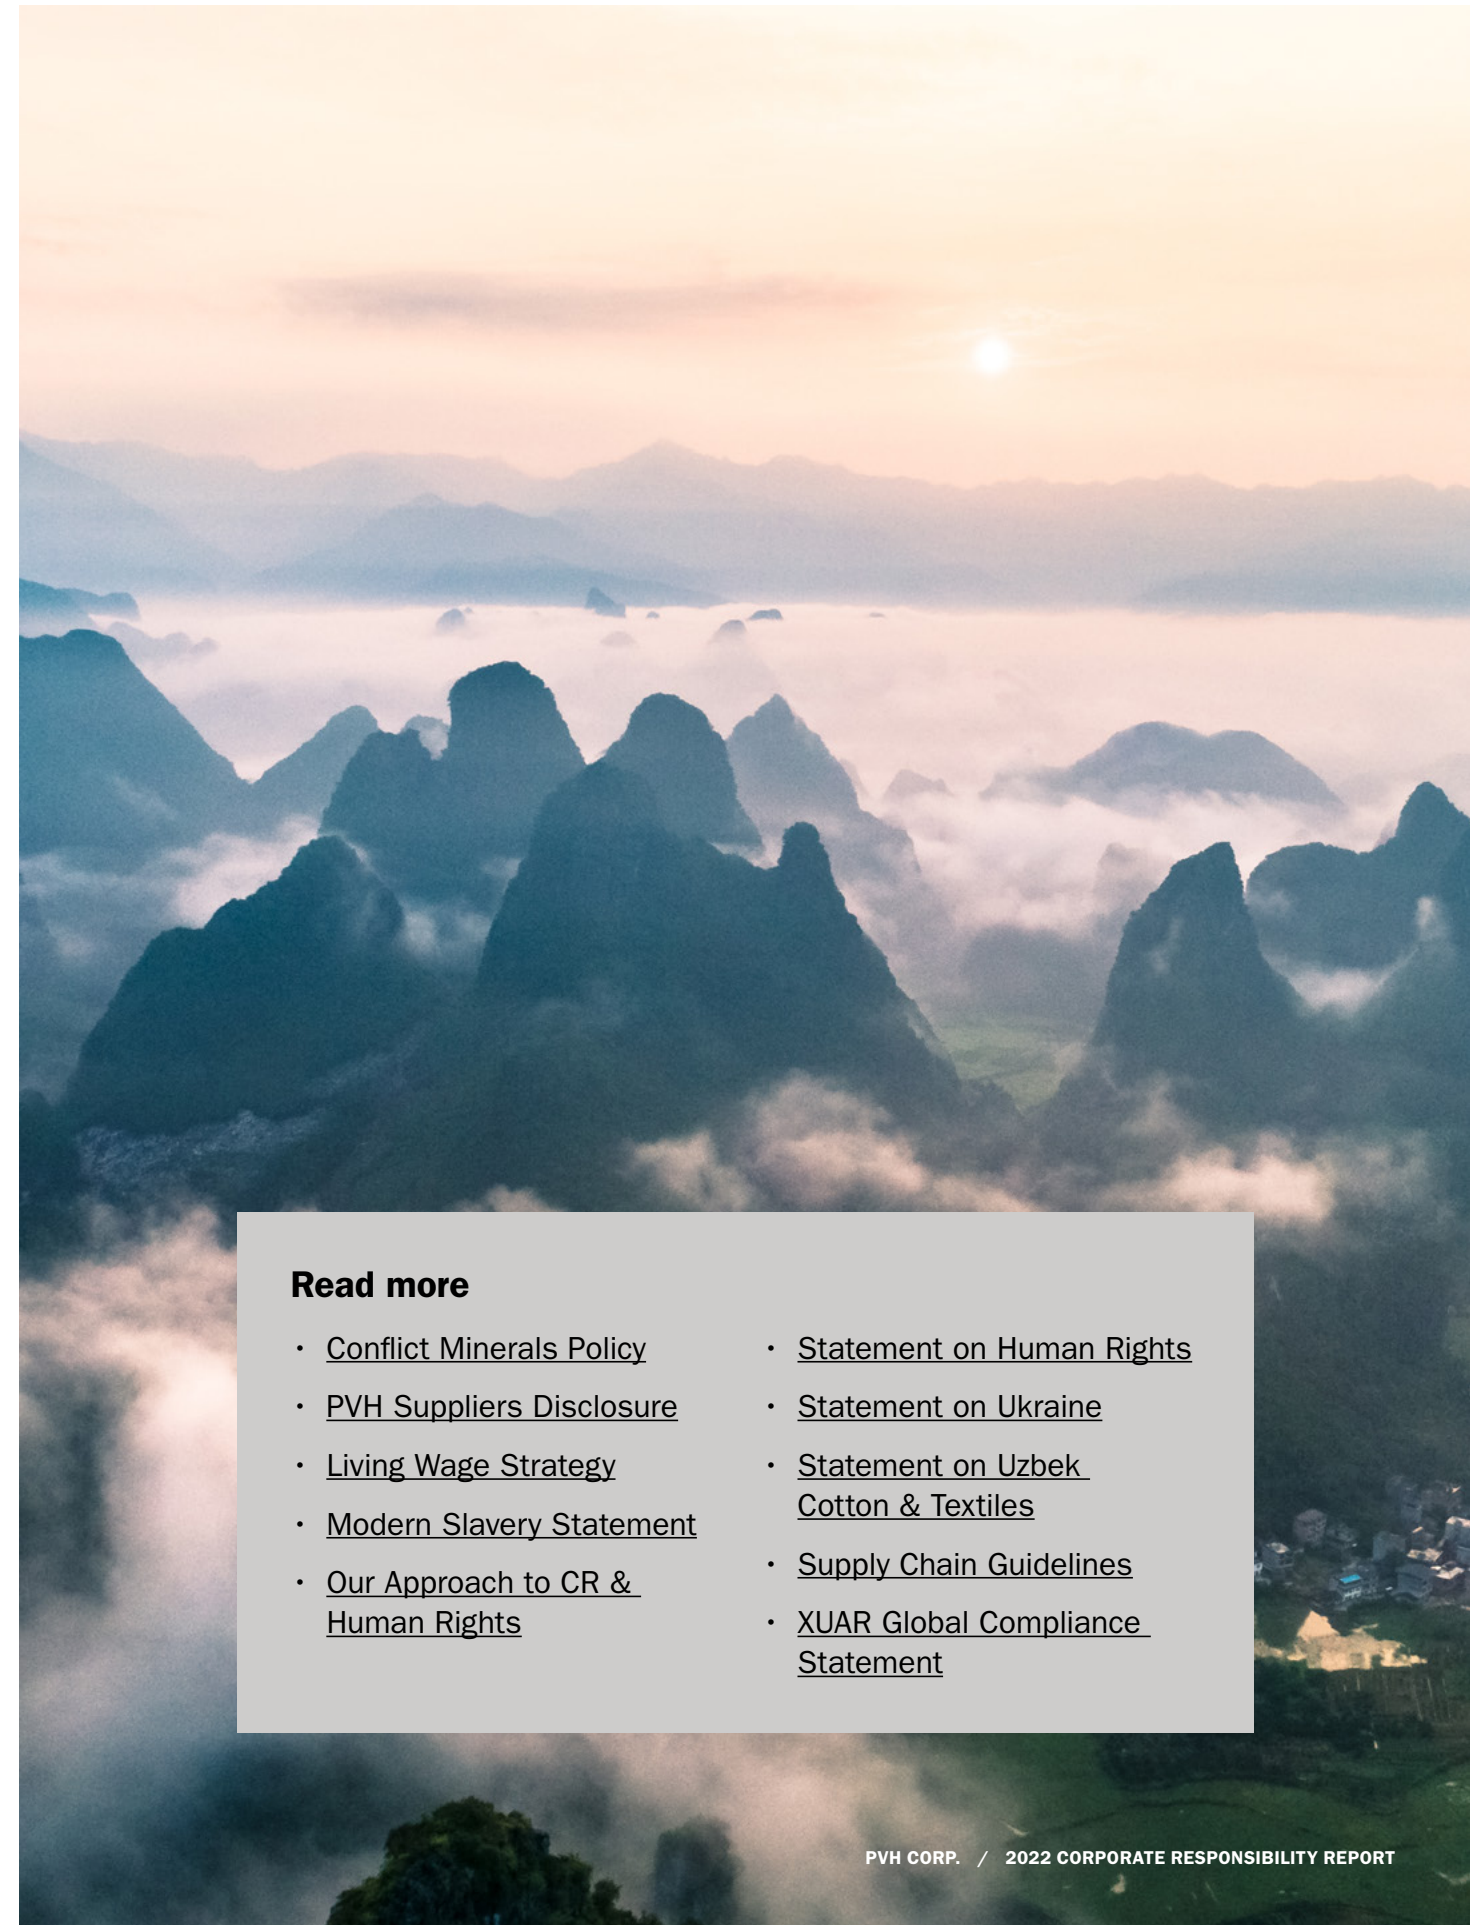 Read more
• Conflict Minerals Policy
• PVH Suppliers Disclosure
• Living Wage Strategy
• Modern Slavery Statement
• Our Approach to CR &
Human Rights
• Statement on Human Rights
• Statement on Ukraine
• Statement on Uzbek
Cotton & Textiles
• Supply Chain Guidelines
• XUAR Global Compliance
Statement
PVH CORP. / 2022 CORPORATE RESPONSIBILITY REPORT